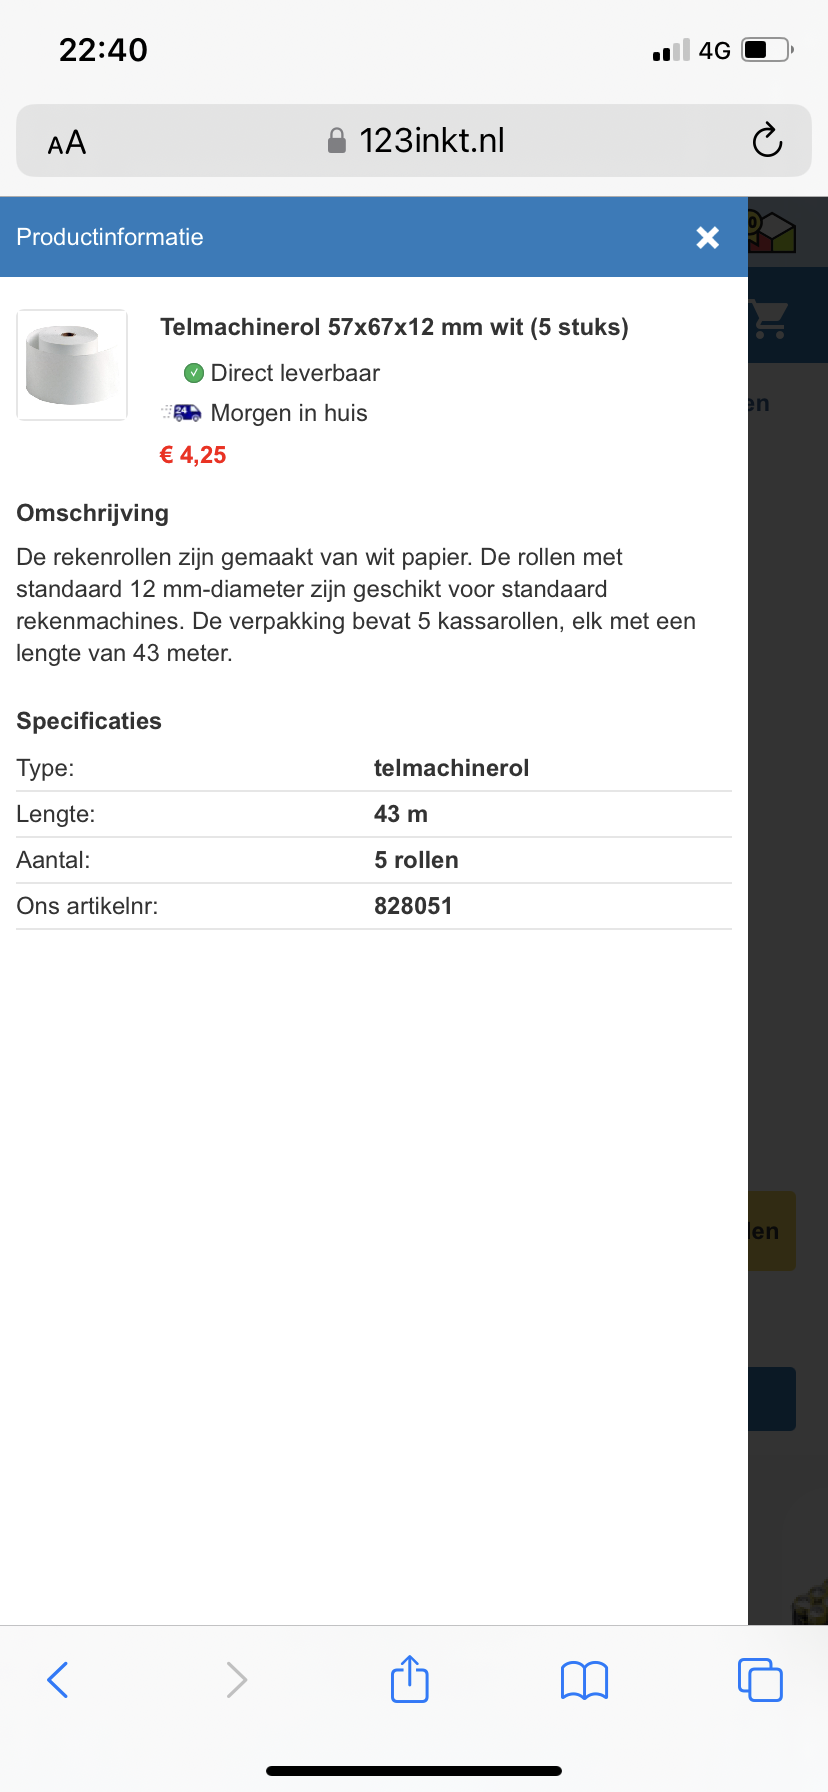 22:40
4G
AA
123inkt.nl
Productinformatie
Telmachinerol 57x67x12 mm wit (5 stuks)
Direct leverbaar
24
Morgen in huis
€ 4,25
en
Omschrijving
De rekenrollen zijn gemaakt van wit papier. De rollen met
standaard 12 mm-diameter zijn geschikt voor standaard
rekenmachines. De verpakking bevat 5 kassarollen, elk met een
lengte van 43 meter.
Specificaties
Type: telmachinerol
Lengte: 43 m
Aantal: 5 rollen
Ons artikelnr: 828051
len